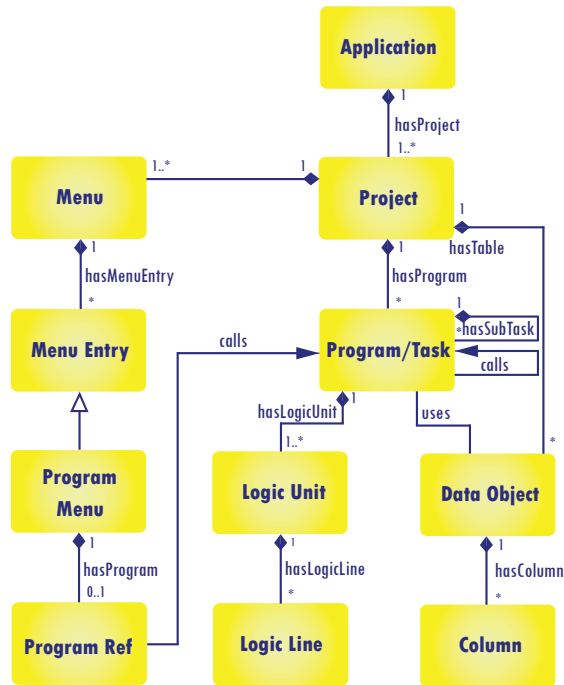 Application
1
hasProject
1..*
1..*
1
Menu
Project
1
hasTable
1
hasMenuEntry
*
1
hasProgram
*
1
*hasSubTask
Menu Entry
calls
Program/Task
calls
hasLogicUnit
1
1..*
uses
*
Program
Menu
Logic Unit
Data Object
1
hasProgram
0..1
1
hasLogicLine
*
1
hasColumn
*
Program Ref
Logic Line
Column